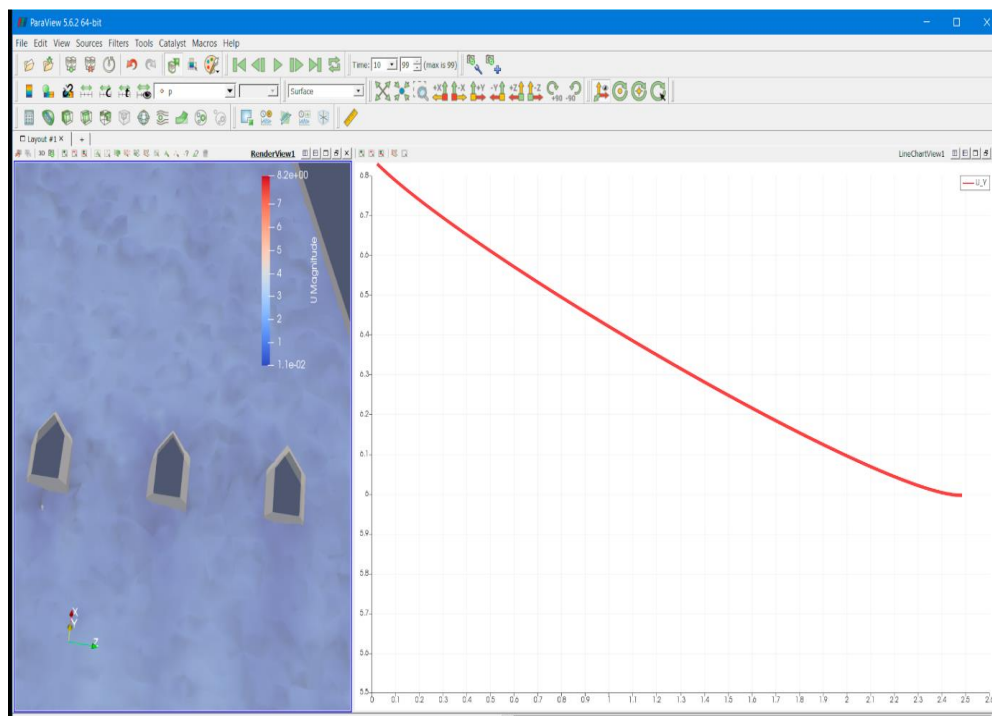 ParaView 5.6.2 64-bit
File Edit View Sources Filters Tools Catalyst Macros Help
Time: 10 99 (max is 99)
p Surface +X -X +Y -Y +Z -Z +90 -90
Layout #1 × +
3D RenderView1
LineChartView1
8.2e+00
7
6
5
4
3
2
1
1.1e-02
U Magnitude
X
Y
Z
U_Y
6.8
6.7
6.6
6.5
6.4
6.3
6.2
6.1
6
5.9
5.8
5.7
5.6
5.5
0 0.1 0.2 0.3 0.4 0.5 0.6 0.7 0.8 0.9 1 1.1 1.2 1.3 1.4 1.5 1.6 1.7 1.8 1.9 2 2.1 2.2 2.3 2.4 2.5 2.6